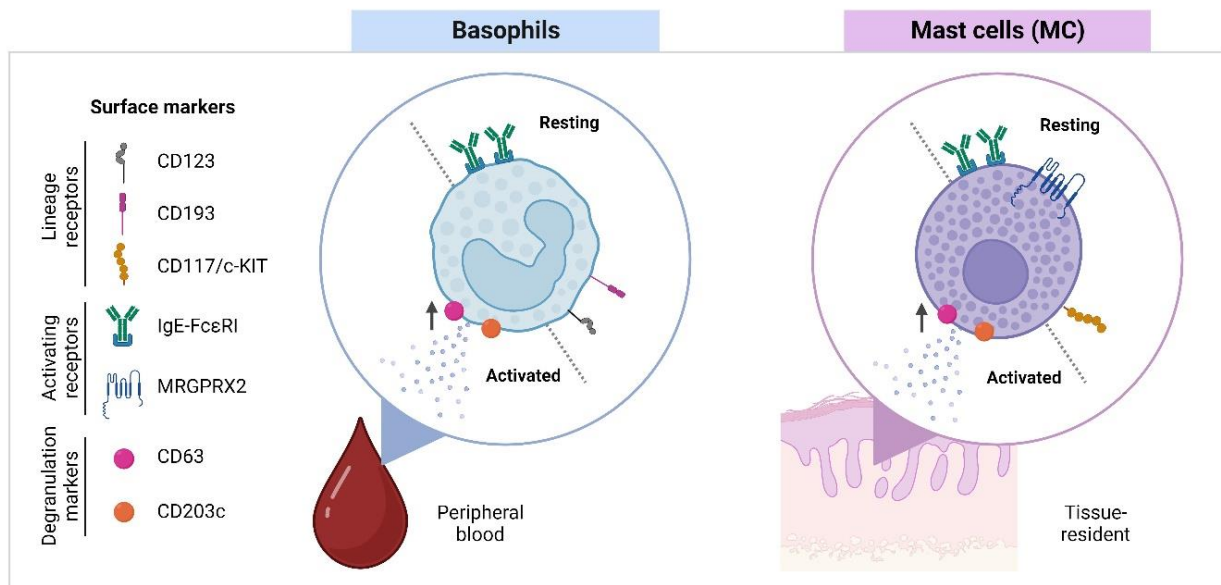 Basophils
Mast cells (MC)
Surface markers
Lineage
receptors
CD123
CD193
CD117/c-KIT
Activating
receptors
IgE-FcεRI
MRGPRX2
Degranulation
markers
CD63
CD203c
Resting
Activated
Peripheral
blood
Resting
Activated
Tissue-
resident